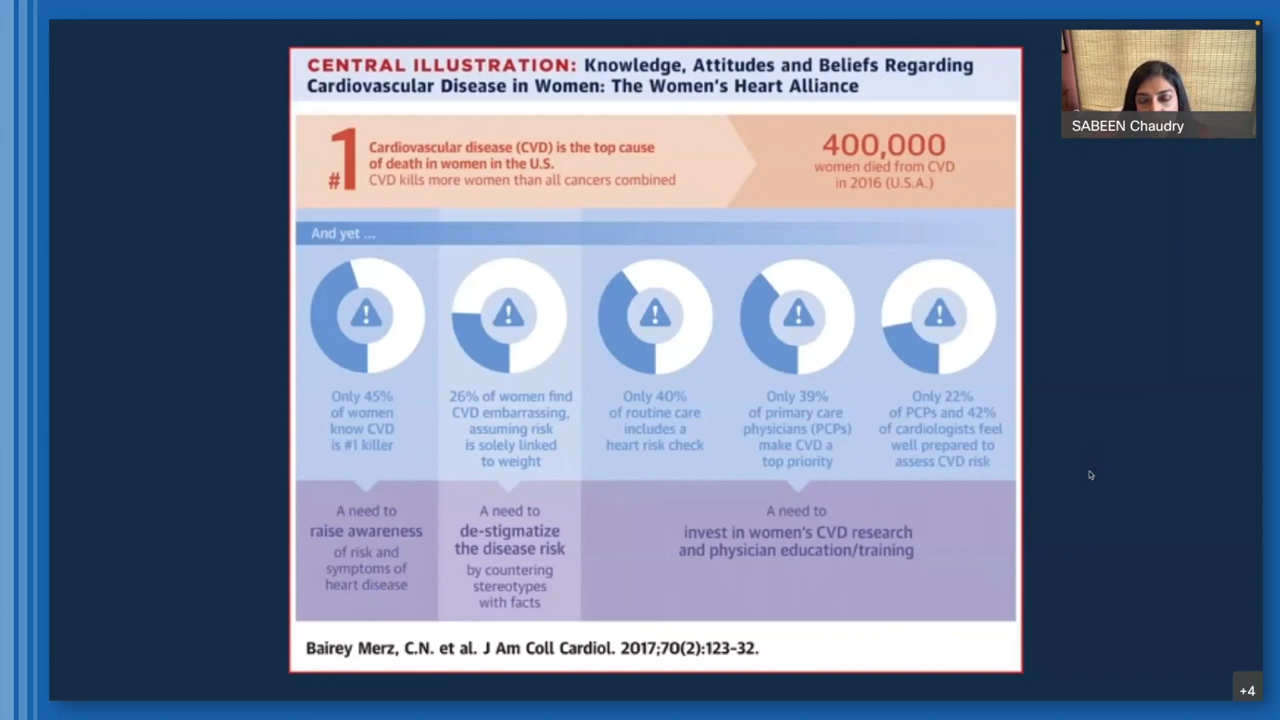 CENTRAL ILLUSTRATION: Knowledge, Attitudes and Beliefs Regarding
Cardiovascular Disease in Women: The Women's Heart Alliance
#1
Cardiovascular disease (CVD) is the top cause
of death in women in the U.S.
CVD kills more women than all cancers combined
400,000
women died from CVD
in 2016 (U.S.A.)
And yet ...
Only 45%
of women
know CVD
is #1 killer
26% of women find
CVD embarrassing,
assuming risk
is solely linked
to weight
Only 40%
of routine care
includes a
heart risk check
Only 39%
of primary care
physicians (PCPs)
make CVD a
top priority
Only 22%
of PCPs and 42%
of cardiologists feel
well prepared to
assess CVD risk
A need to
raise awareness
of risk and
symptoms of
heart disease
A need to
de-stigmatize
the disease risk
by countering
stereotypes
with facts
A need to
invest in women's CVD research
and physician education/training
Bairey Merz, C.N. et al. J Am Coll Cardiol. 2017;70(2):123-32.
SABEEN Chaudry
+4